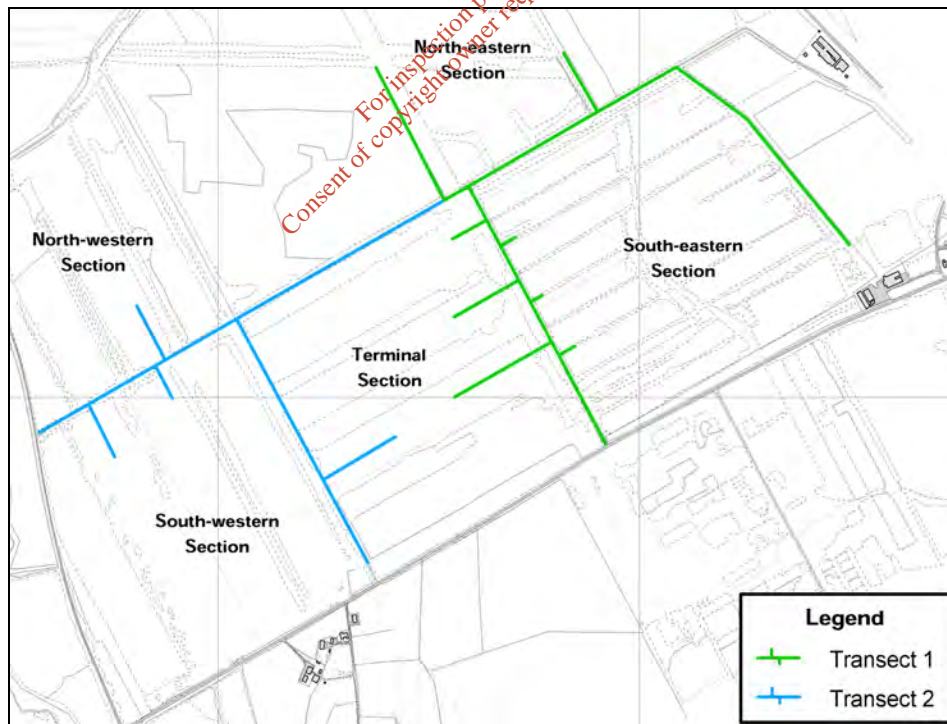 For inspection p
Consent of copyright owner req
North-eastern
Section
North-western
Section
South-eastern
Section
Terminal
Section
South-western
Section
Legend
Transect 1
Transect 2